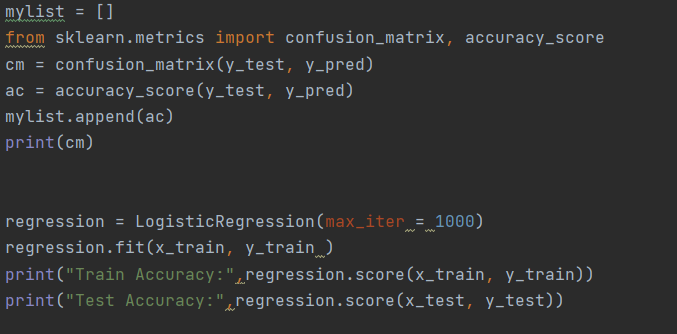 mylist = []
from sklearn.metrics import confusion_matrix, accuracy_score
cm = confusion_matrix(y_test, y_pred)
ac = accuracy_score(y_test, y_pred)
mylist.append(ac)
print(cm)
regression = LogisticRegression(max_iter = 1000)
regression.fit(x_train, y_train )
print("Train Accuracy:",regression.score(x_train, y_train))
print("Test Accuracy:",regression.score(x_test, y_test))